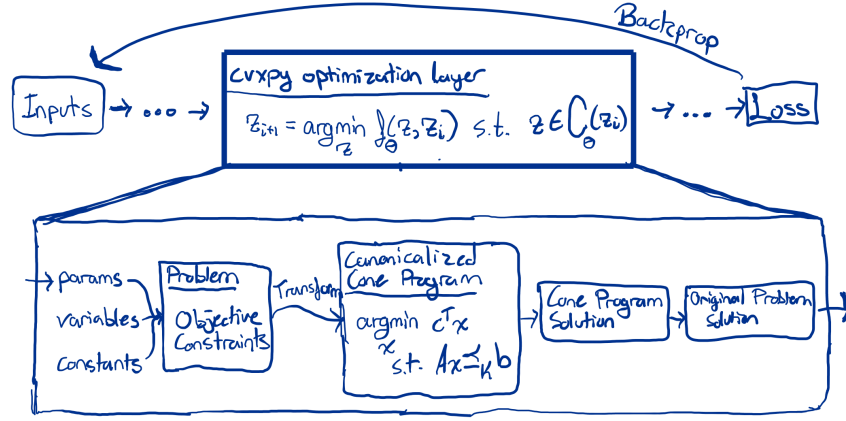 Backprop
cvxpy optimization layer
Inputs → ... → z_{i+1} = argmin_z f_θ(z, z_i) s.t. z ∈ C_θ(z_i) → ... → Loss
→ params
variables
constants
Problem
Objective
Constraints
Transform
Canonicalized
Cone Program
argmin_x c^T x
s.t. Ax ⪯_K b
Cone Program
Solution
Original Problem
Solution